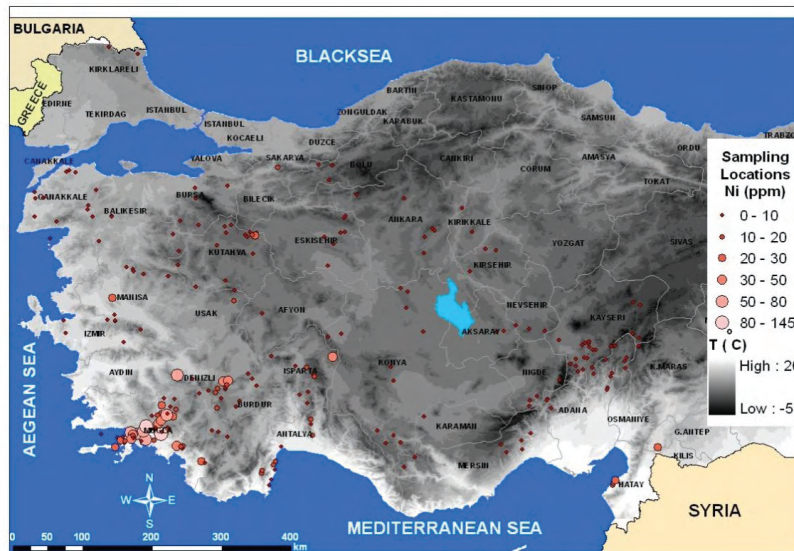 BULGARIA
BLACKSEA
KIRKLARELI
GREECE
EDIRNE
TEKIRDAG
ISTANBUL
ISTANBUL
KOCAELI
BARTIN
ZONGULDAK
KARABUK
KASTAMONU
SINOP
SAMSUN
DUZCE
ORDU
CANAKKALE
YALOVA
SAKARYA
BOLU
CANKIRI
AMASYA
CORUM
TOKAT
CANAKKALE
BURSA
BILECIK
BALIKESIR
ANKARA
KIRIKKALE
ESKISEHIR
KUTAHYA
YOZGAT
SIVAS
KIRSEHIR
MANISA
USAK
AFYON
NEVSEHIR
KAYSERI
IZMIR
AKSARAY
AYDIN
DENIZLI
ISPARTA
KONYA
NIGDE
K.MARAS
BURDUR
ADANA
OSMANIYE
KARAMAN
G.ANTEP
ANTALYA
MERSIN
KILIS
HATAY
AEGEAN SEA
MEDITERRANEAN SEA
SYRIA
Sampling
Locations
Ni (ppm)
0 - 10
10 - 20
20 - 30
30 - 50
50 - 80
80 - 145
T ( C)
High : 20
Low : -5
N
W E
S
0 50 100 200 300 400
km